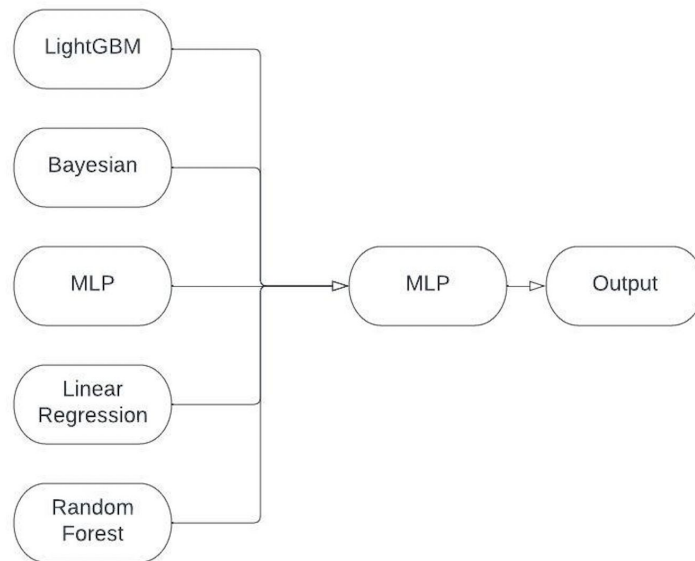 LightGBM
Bayesian
MLP
Linear
Regression
Random
Forest
MLP
Output